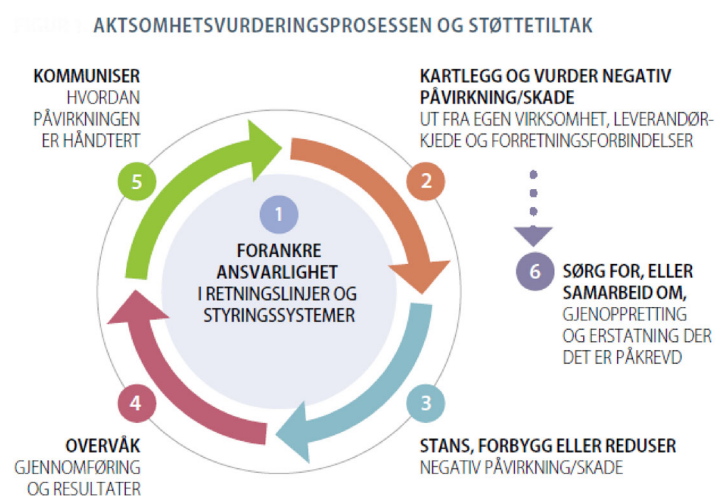 AKTSOMHETSVURDERINGSPROSESSEN OG STØTTETILTAK
1
FORANKRE
ANSVARLIGHET
I RETNINGSLINJER OG
STYRINGSSYSTEMER
2
KARTLEGG OG VURDER NEGATIV
PÅVIRKNING/SKADE
UT FRA EGEN VIRKSOMHET, LEVERANDØR-
KJEDE OG FORRETNINGSFORBINDELSER
3
STANS, FORBYGG ELLER REDUSER
NEGATIV PÅVIRKNING/SKADE
4
OVERVÅK
GJENNOMFØRING
OG RESULTATER
5
KOMMUNISER
HVORDAN
PÅVIRKNINGEN
ER HÅNDTERT
6
SØRG FOR, ELLER
SAMARBEID OM,
GJENOPPRETTING
OG ERSTATNING DER
DET ER PÅKREVD